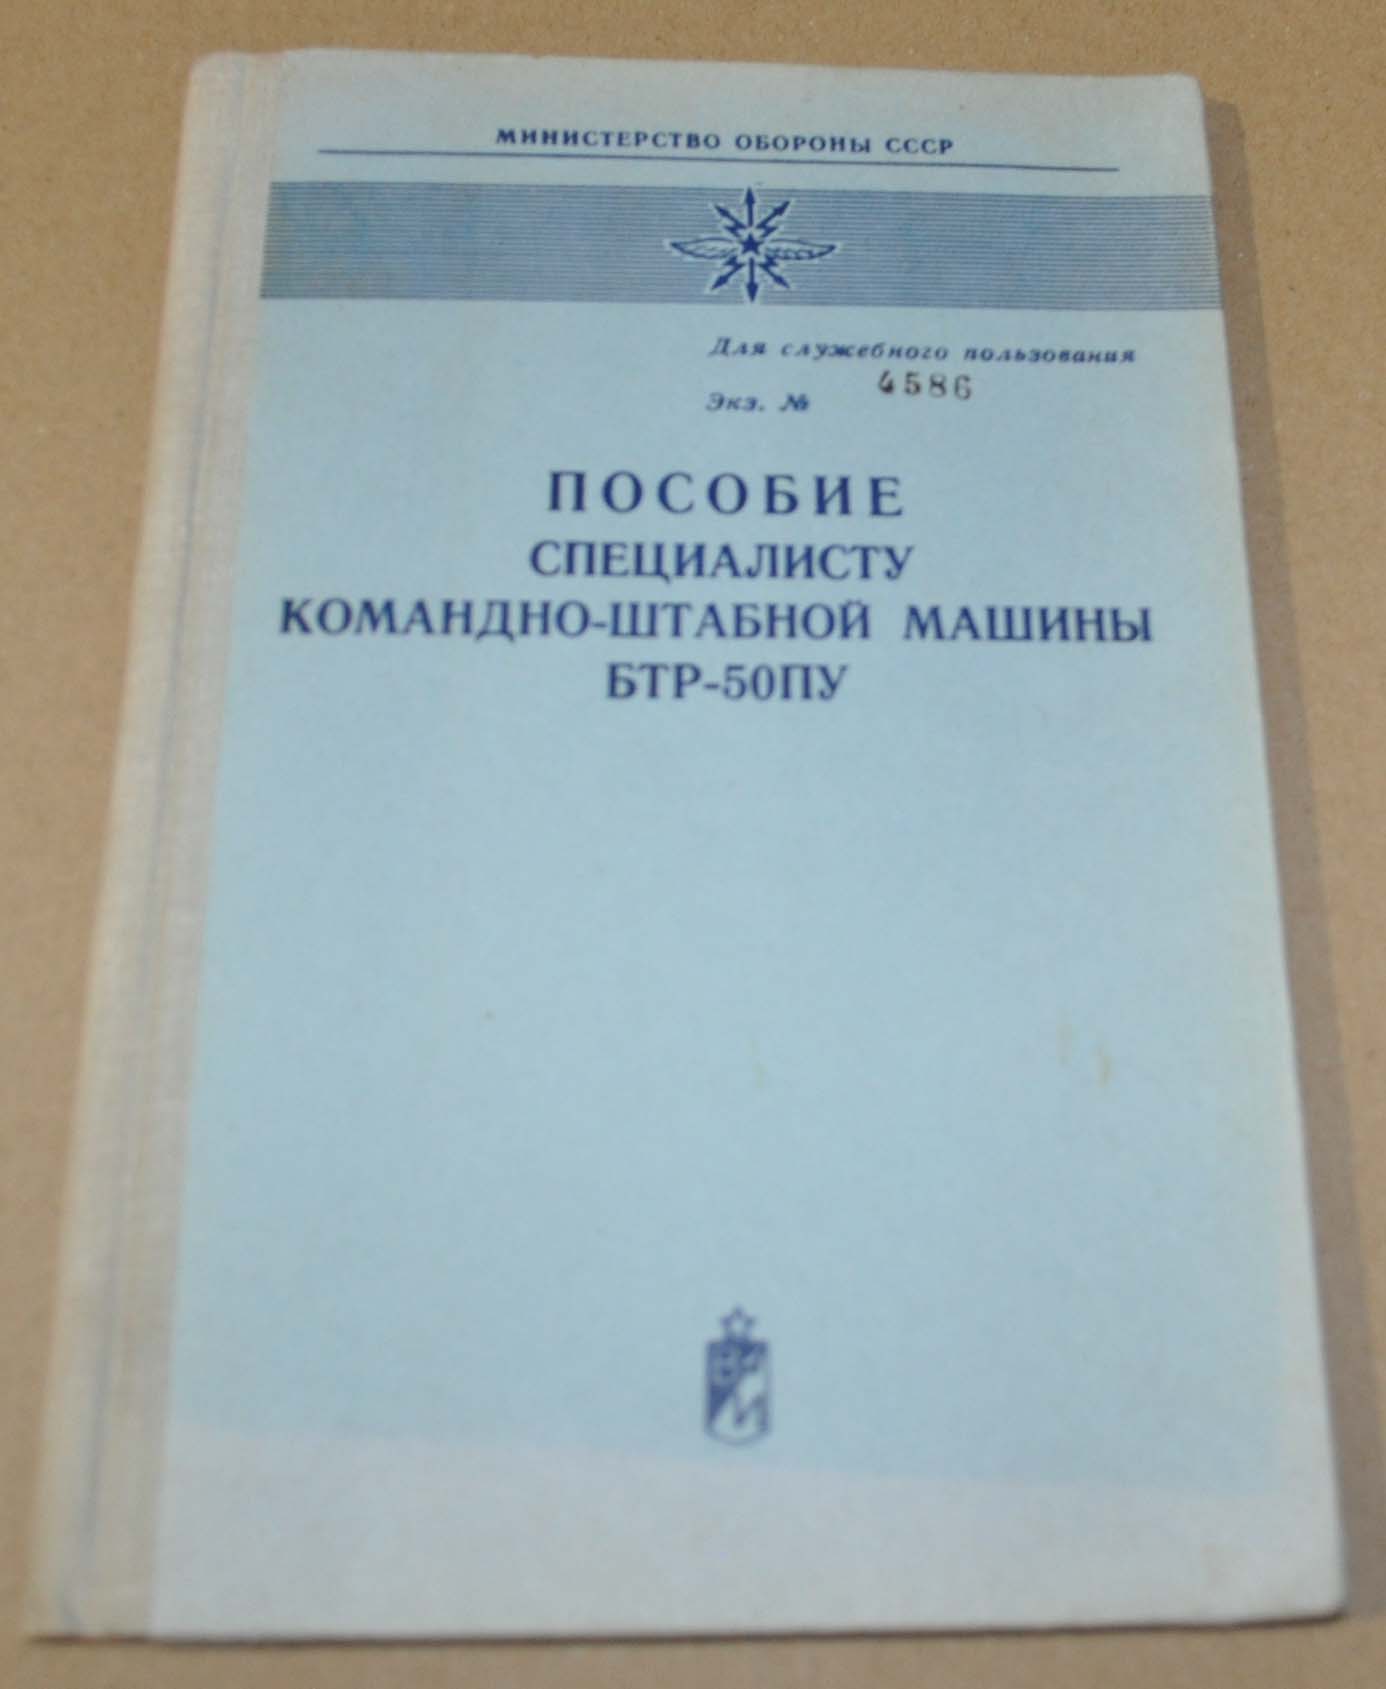 МИНИСТЕРСТВО ОБОРОНЫ СССР
Для служебного пользования
Экз. № 4586
ПОСОБИЕ
СПЕЦИАЛИСТУ
КОМАНДНО-ШТАБНОЙ МАШИНЫ
БТР-50ПУ